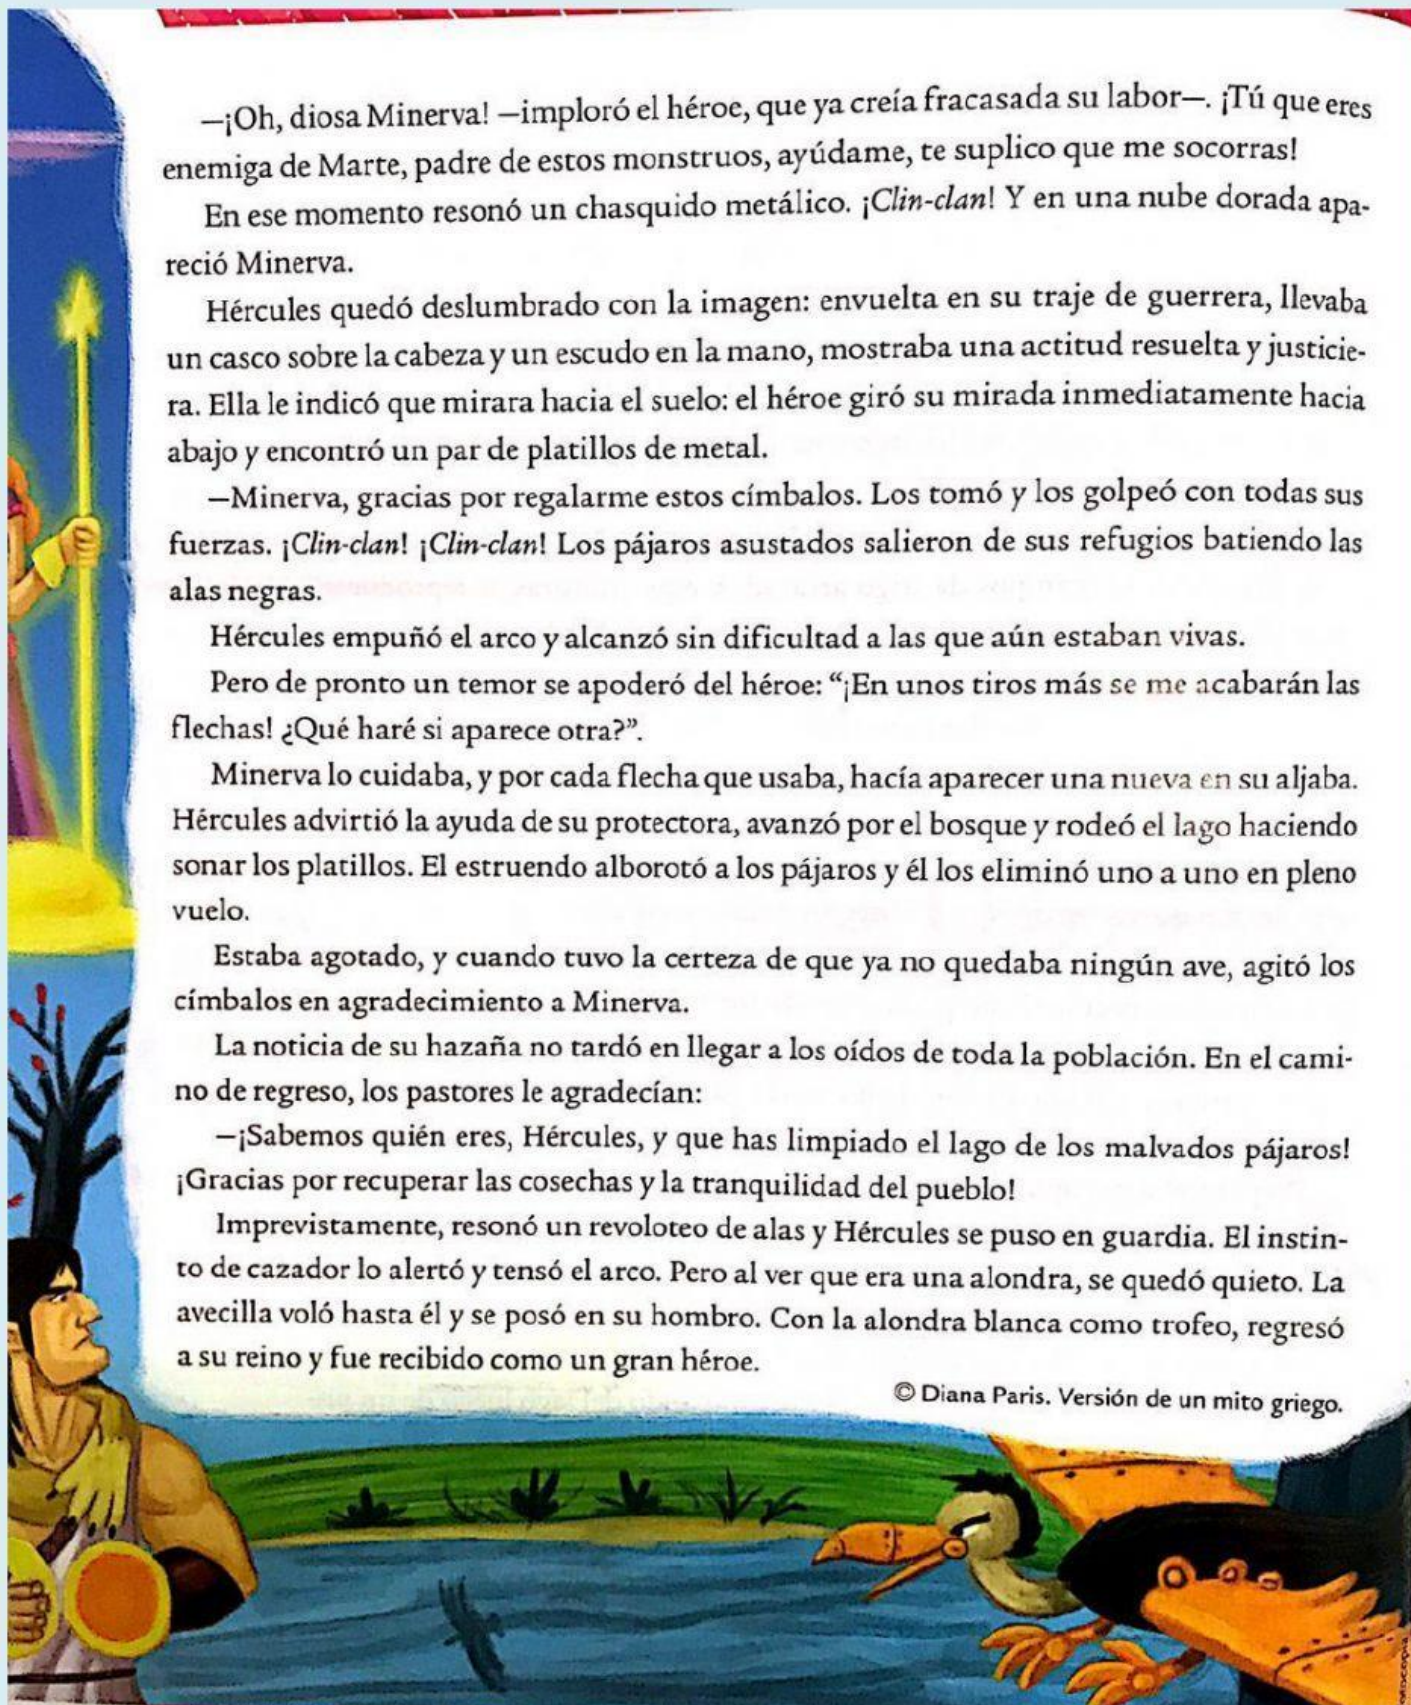 —¡Oh, diosa Minerva! —imploró el héroe, que ya creía fracasada su labor—. ¡Tú que eres
enemiga de Marte, padre de estos monstruos, ayúdame, te suplico que me socorras!
En ese momento resonó un chasquido metálico. ¡Clin-clan! Y en una nube dorada apa-
reció Minerva.
Hércules quedó deslumbrado con la imagen: envuelta en su traje de guerrera, llevaba
un casco sobre la cabeza y un escudo en la mano, mostraba una actitud resuelta y justicie-
ra. Ella le indicó que mirara hacia el suelo: el héroe giró su mirada inmediatamente hacia
abajo y encontró un par de platillos de metal.
—Minerva, gracias por regalarme estos címbalos. Los tomó y los golpeó con todas sus
fuerzas. ¡Clin-clan! ¡Clin-clan! Los pájaros asustados salieron de sus refugios batiendo las
alas negras.
Hércules empuñó el arco y alcanzó sin dificultad a las que aún estaban vivas.
Pero de pronto un temor se apoderó del héroe: “¡En unos tiros más se me acabarán las
flechas! ¿Qué haré si aparece otra?”.
Minerva lo cuidaba, y por cada flecha que usaba, hacía aparecer una nueva en su aljaba.
Hércules advirtió la ayuda de su protectora, avanzó por el bosque y rodeó el lago haciendo
sonar los platillos. El estruendo alborotó a los pájaros y él los eliminó uno a uno en pleno
vuelo.
Estaba agotado, y cuando tuvo la certeza de que ya no quedaba ningún ave, agitó los
címbalos en agradecimiento a Minerva.
La noticia de su hazaña no tardó en llegar a los oídos de toda la población. En el cami-
no de regreso, los pastores le agradecían:
—¡Sabemos quién eres, Hércules, y que has limpiado el lago de los malvados pájaros!
¡Gracias por recuperar las cosechas y la tranquilidad del pueblo!
Imprevistamente, resonó un revoloteo de alas y Hércules se puso en guardia. El instin-
to de cazador lo alertó y tensó el arco. Pero al ver que era una alondra, se quedó quieto. La
avecilla voló hasta él y se posó en su hombro. Con la alondra blanca como trofeo, regresó
a su reino y fue recibido como un gran héroe.
© Diana Paris. Versión de un mito griego.